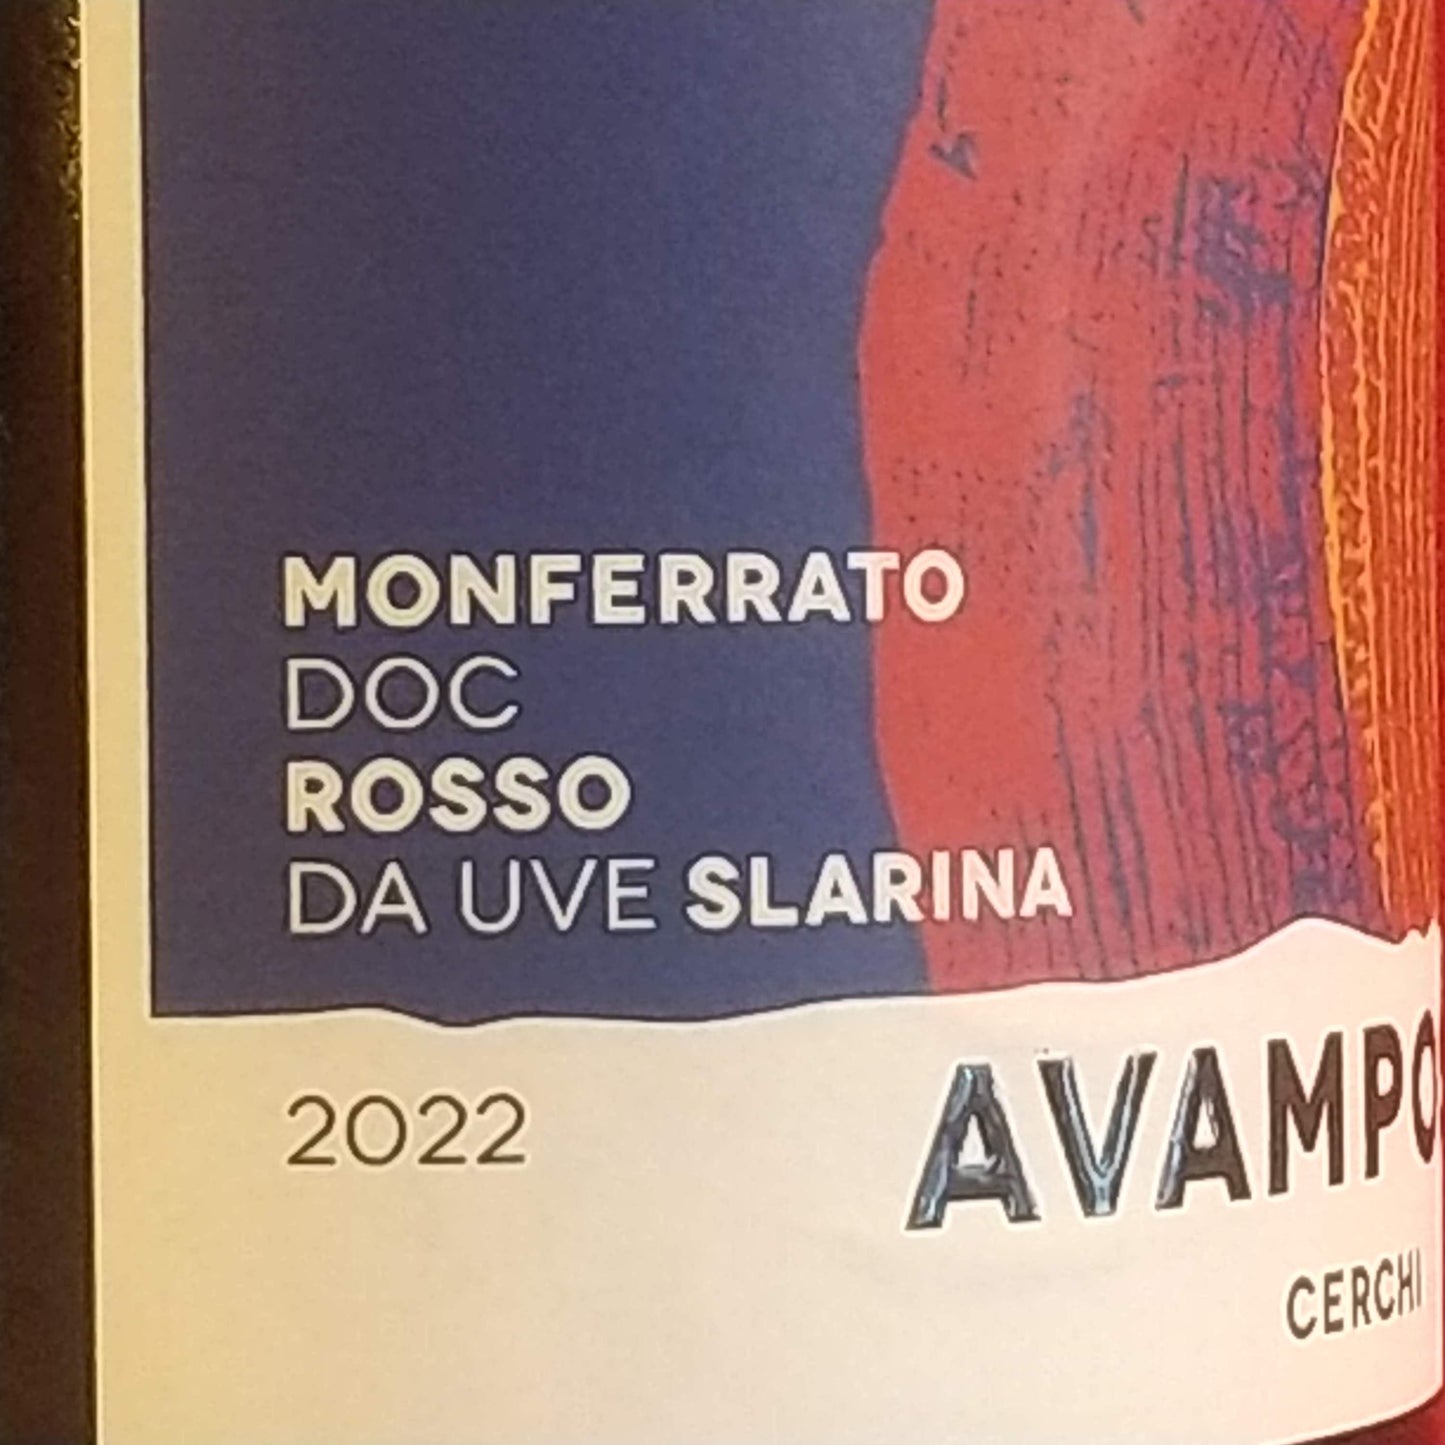 MONFERRATO
DOC
ROSSO
DA UVE SLARINA
2022
AVAMPO
CERCHI